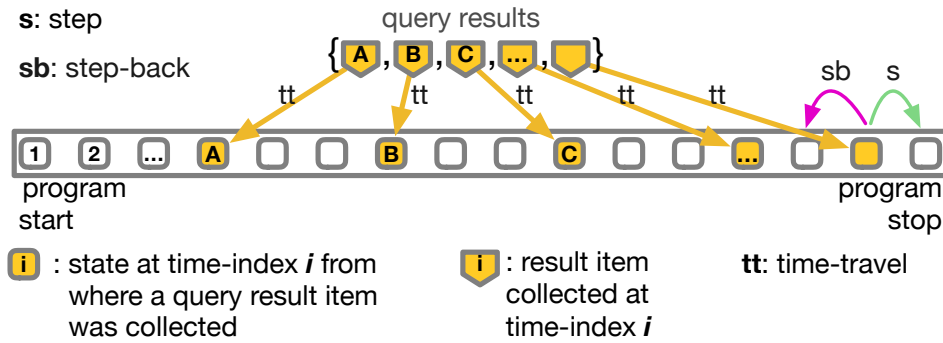 s: step
query results
sb: step-back
{A, B, C, ..., }
sb s
tt tt tt tt tt
1 2 ... A B C ...
program start
program stop
i : state at time-index i from
where a query result item
was collected
i : result item
collected at
time-index i
tt: time-travel